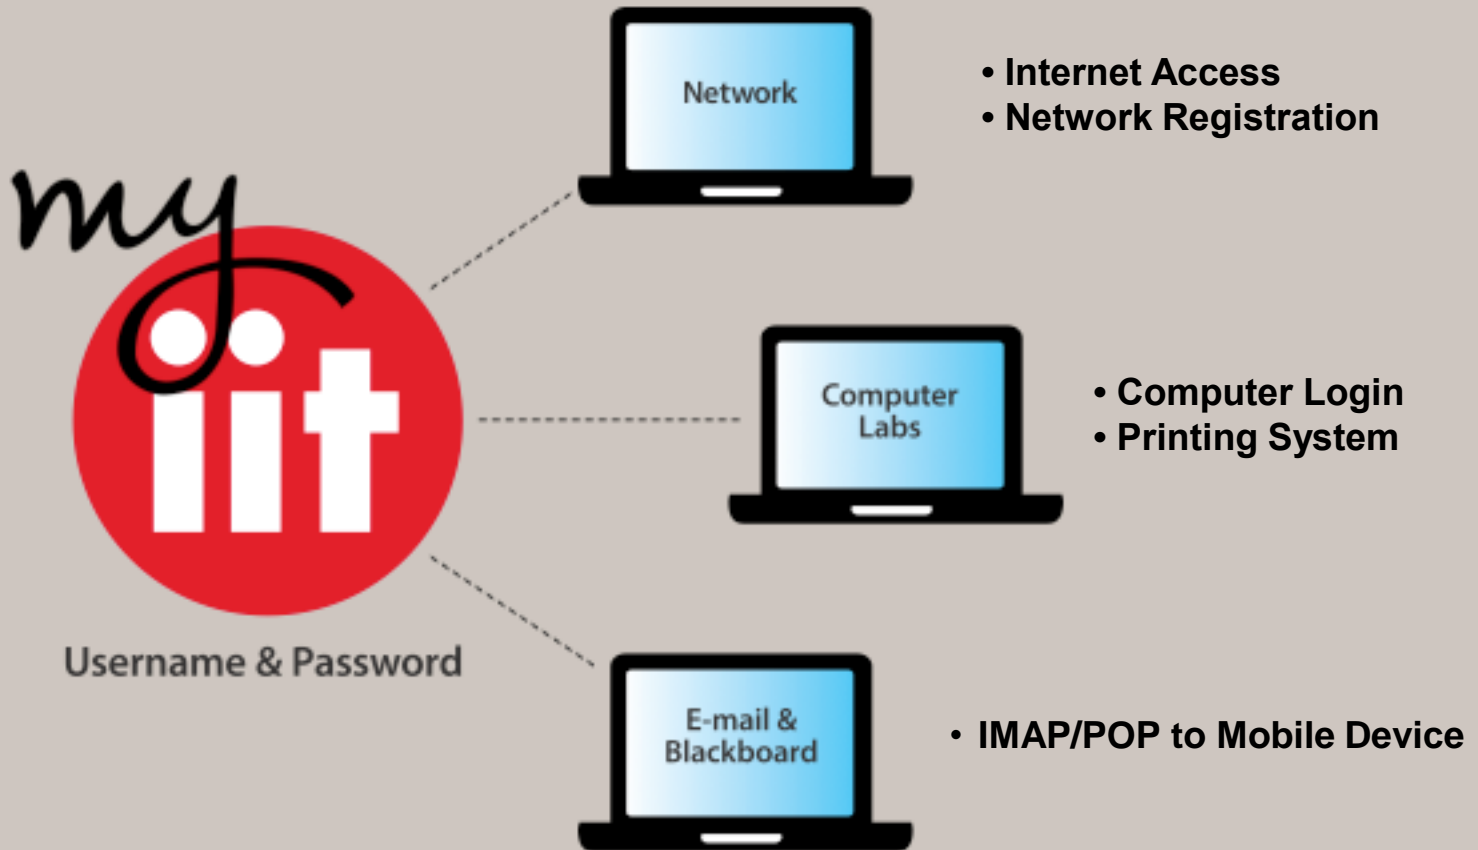 my
iit
Username & Password
Network
• Internet Access
• Network Registration
Computer
Labs
• Computer Login
• Printing System
E-mail &
Blackboard
• IMAP/POP to Mobile Device